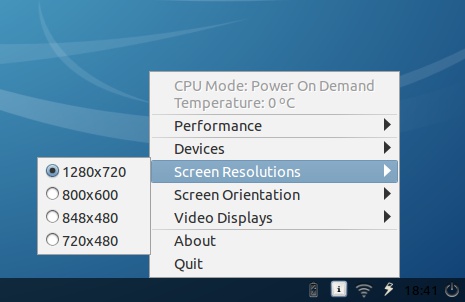 CPU Mode: Power On Demand
Temperature: 0 ºC
Performance
Devices
Screen Resolutions
Screen Orientation
Video Displays
About
Quit
1280x720
800x600
848x480
720x480
18:41